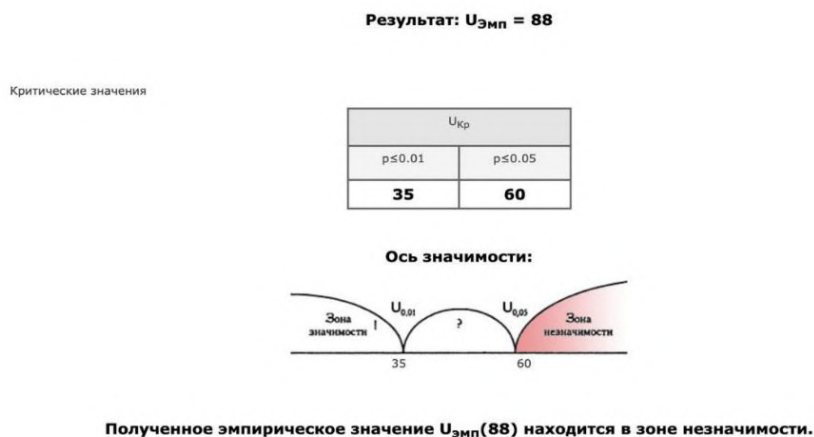 Результат: UЭмп = 88
Критические значения
UКр
p≤0.01 p≤0.05
35 60
Ось значимости:
U0,01 U0,05
Зона значимости ! ? Зона незначимости
35 60
Полученное эмпирическое значение Uэмп(88) находится в зоне незначимости.